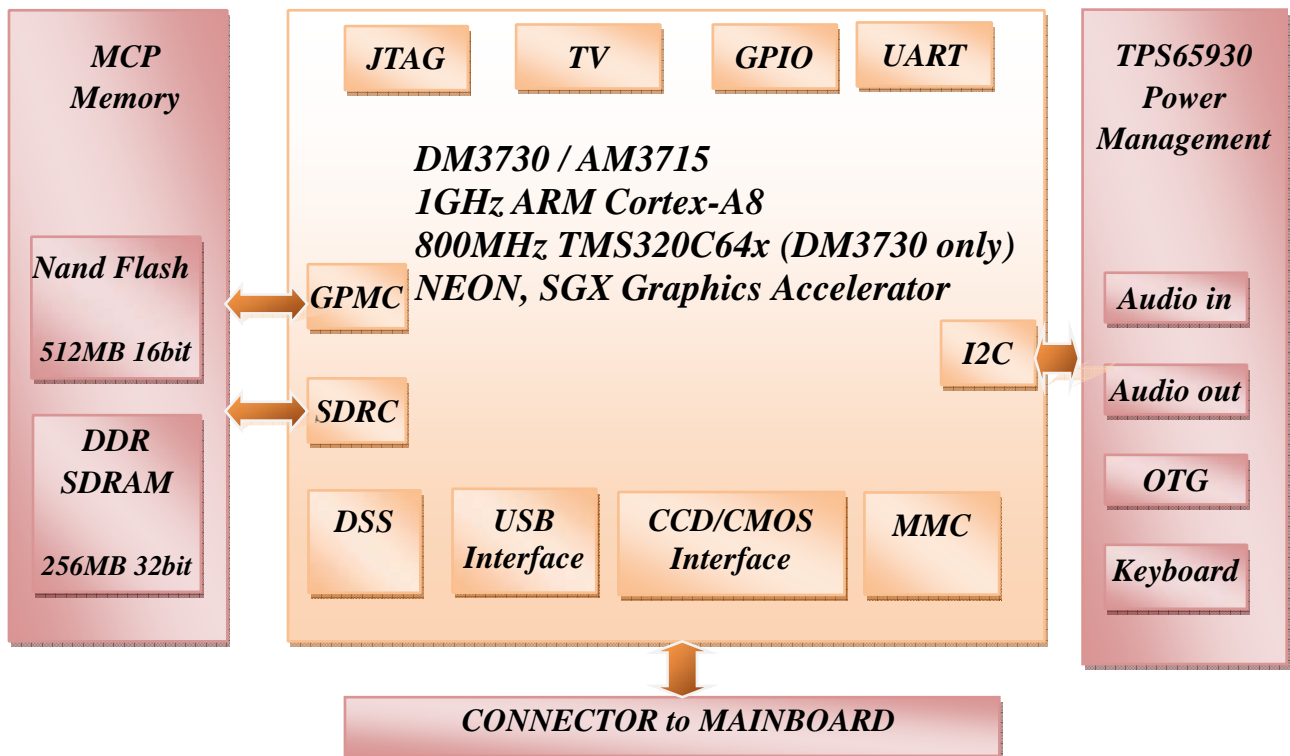 MCP
Memory
Nand Flash
512MB 16bit
DDR
SDRAM
256MB 32bit
JTAG
TV
GPIO
UART
DM3730 / AM3715
1GHz ARM Cortex-A8
800MHz TMS320C64x (DM3730 only)
NEON, SGX Graphics Accelerator
GPMC
SDRC
I2C
DSS
USB
Interface
CCD/CMOS
Interface
MMC
TPS65930
Power
Management
Audio in
Audio out
OTG
Keyboard
CONNECTOR to MAINBOARD